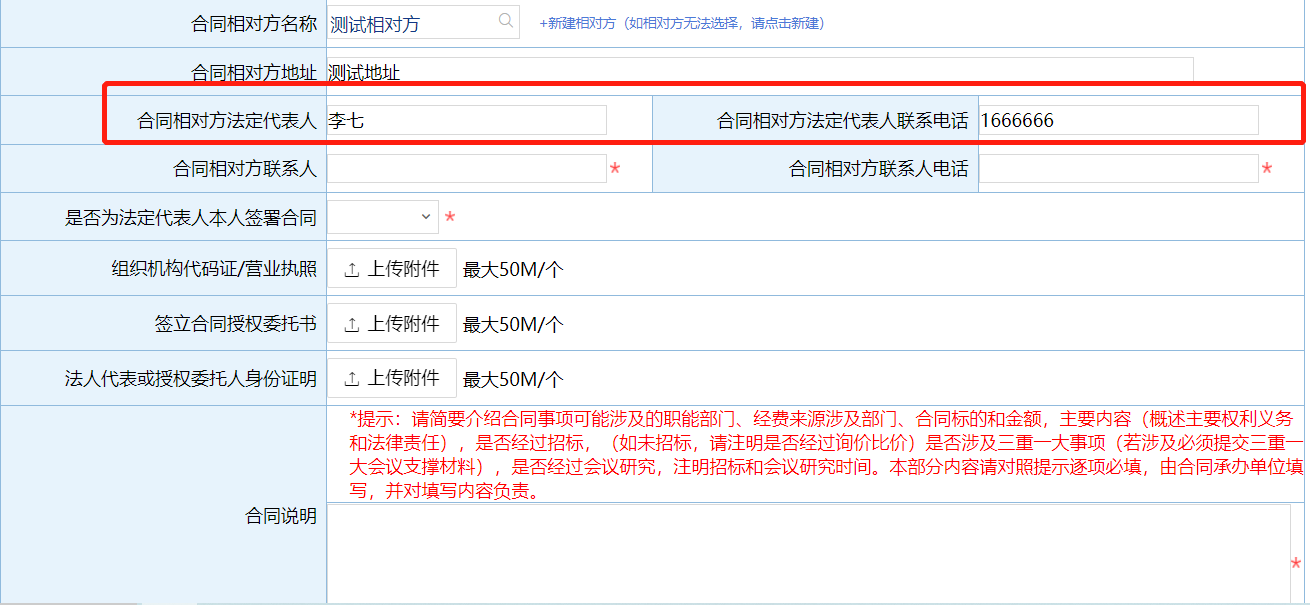 合同相对方名称 测试相对方 +新建相对方（如相对方无法选择，请点击新建）
合同相对方地址 测试地址
合同相对方法定代表人 李七 合同相对方法定代表人联系电话 1666666
合同相对方联系人 * 合同相对方联系人电话 *
是否为法定代表人本人签署合同 *
组织机构代码证/营业执照 上传附件 最大50M/个
签立合同授权委托书 上传附件 最大50M/个
法人代表或授权委托人身份证明 上传附件 最大50M/个
*提示：请简要介绍合同事项可能涉及的职能部门、经费来源涉及部门、合同标的和金额，主要内容（概述主要权利义务
和法律责任），是否经过招标，（如未招标，请注明是否经过询价比价）是否涉及三重一大事项（若涉及必须提交三重一
大会议支撑材料），是否经过会议研究，注明招标和会议研究时间。本部分内容请对照提示逐项必填，由合同承办单位填
写，并对填写内容负责。
合同说明
*